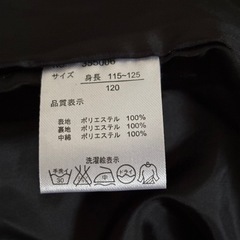 355006
サイズ 身長 115~125
120
品質表示
表地 ポリエステル 100%
裏地 ポリエステル 100%
中綿 ポリエステル 100%
洗濯絵表示